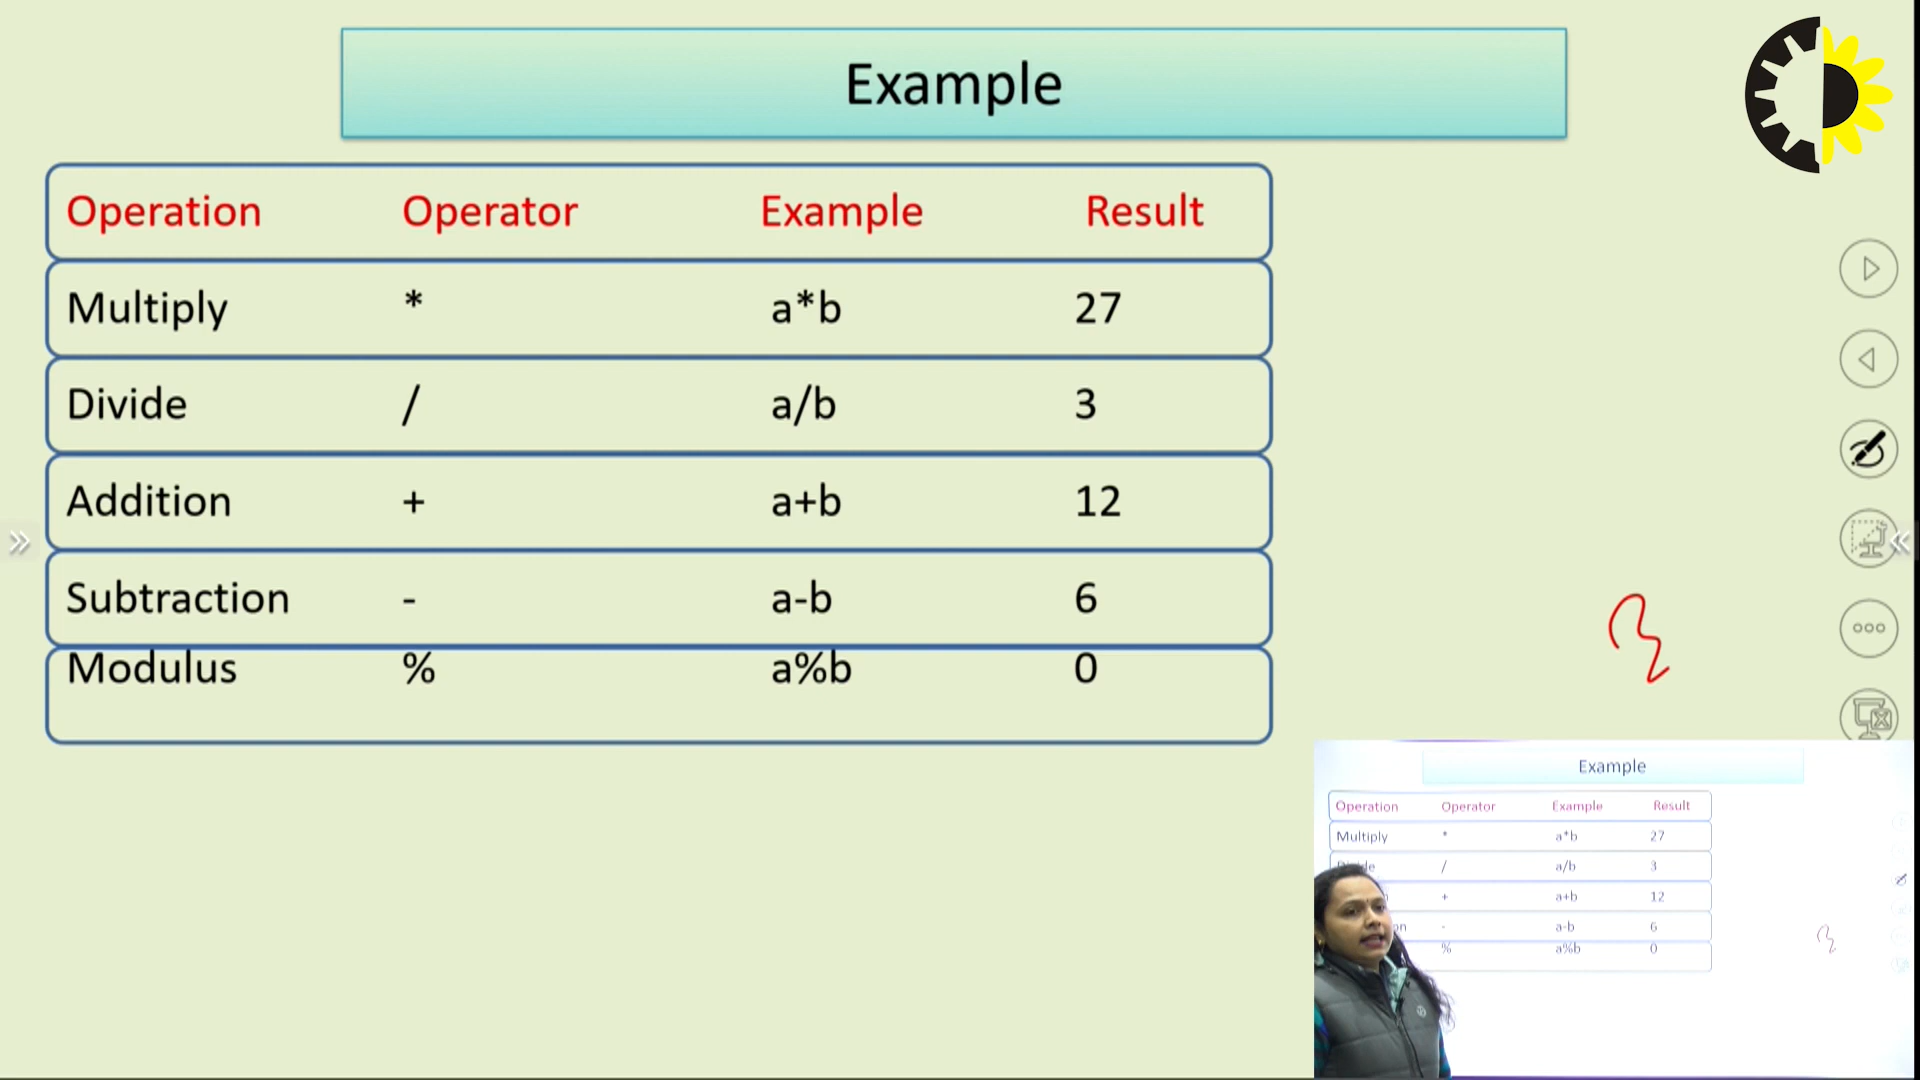 Example
Operation Operator Example Result
Multiply * a*b 27
Divide / a/b 3
Addition + a+b 12
Subtraction - a-b 6
Modulus % a%b 0
Example
Operation Operator Example Result
Multiply * a*b 27
/ a/b 3
+ a+b 12
- a-b 6
% a%b 0